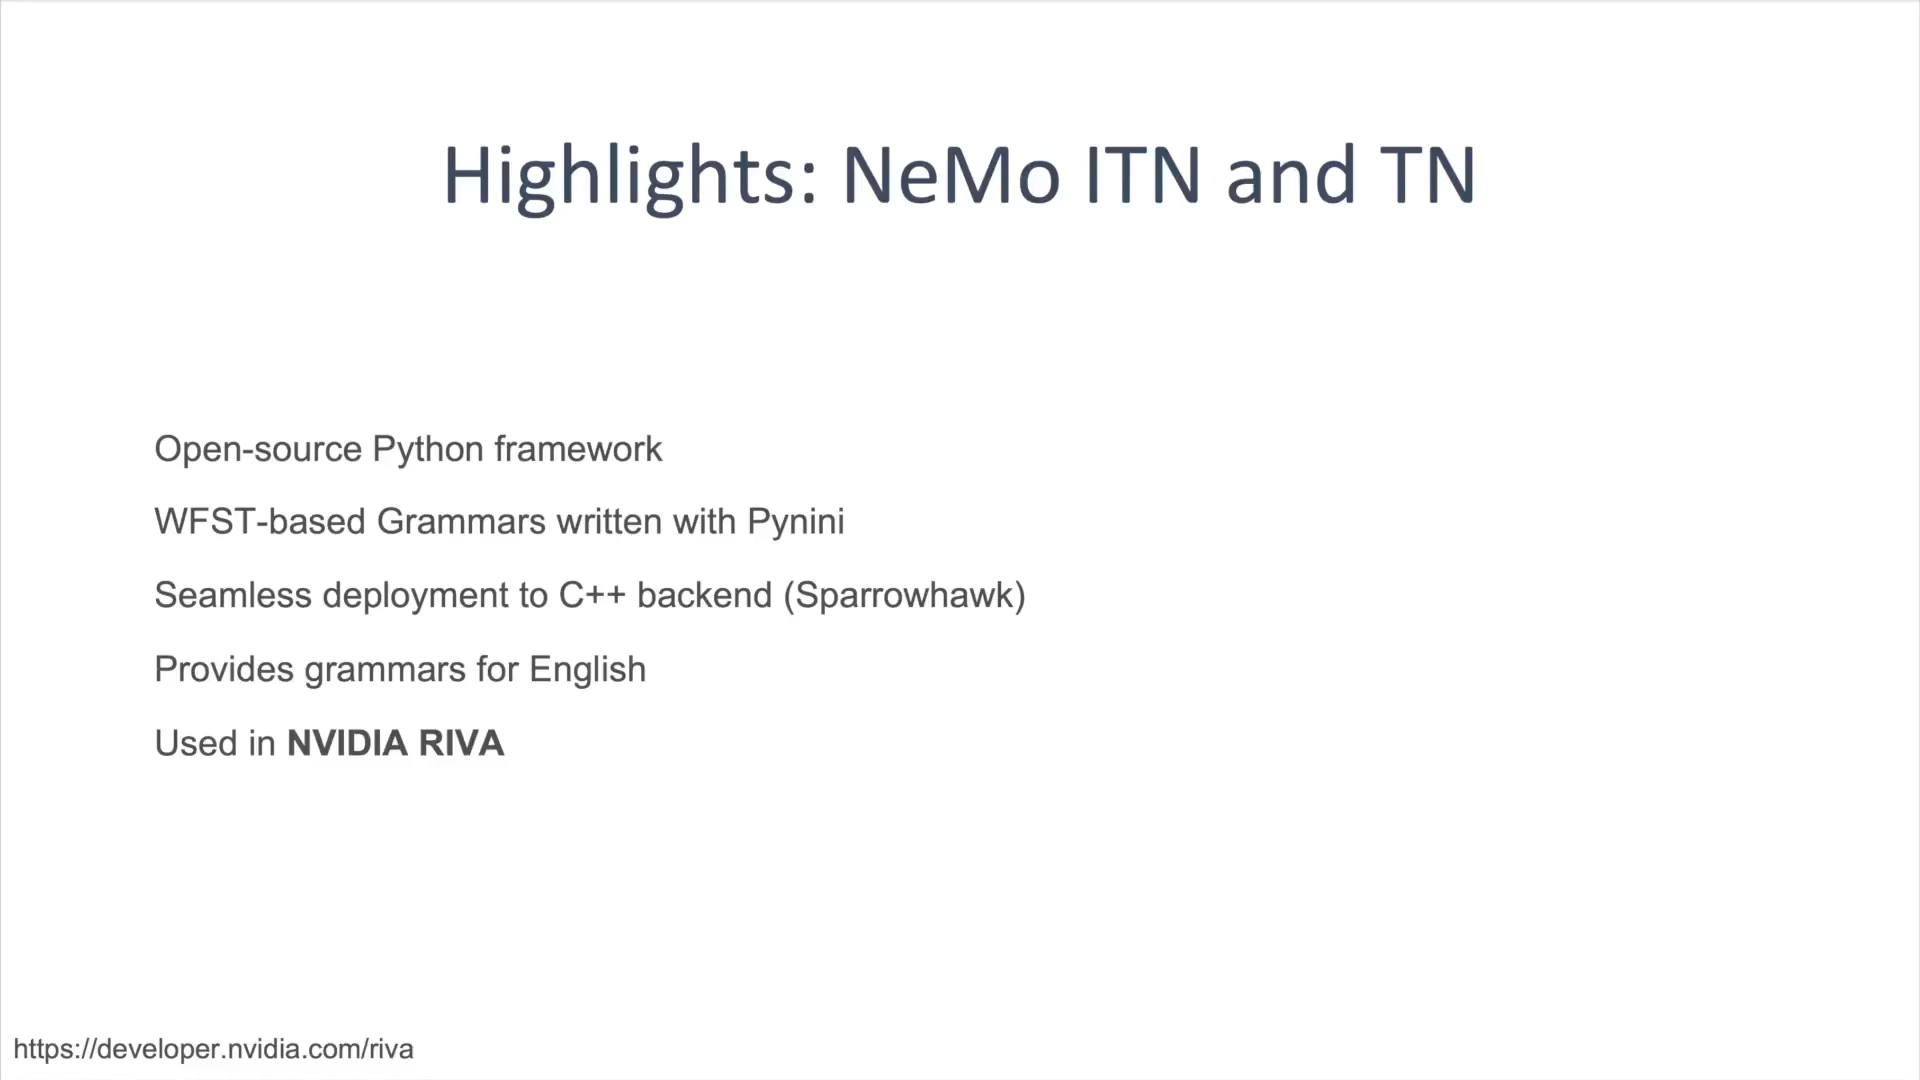 Highlights: NeMo ITN and TN
Open-source Python framework
WFST-based Grammars written with Pynini
Seamless deployment to C++ backend (Sparrowhawk)
Provides grammars for English
Used in NVIDIA RIVA
https://developer.nvidia.com/riva